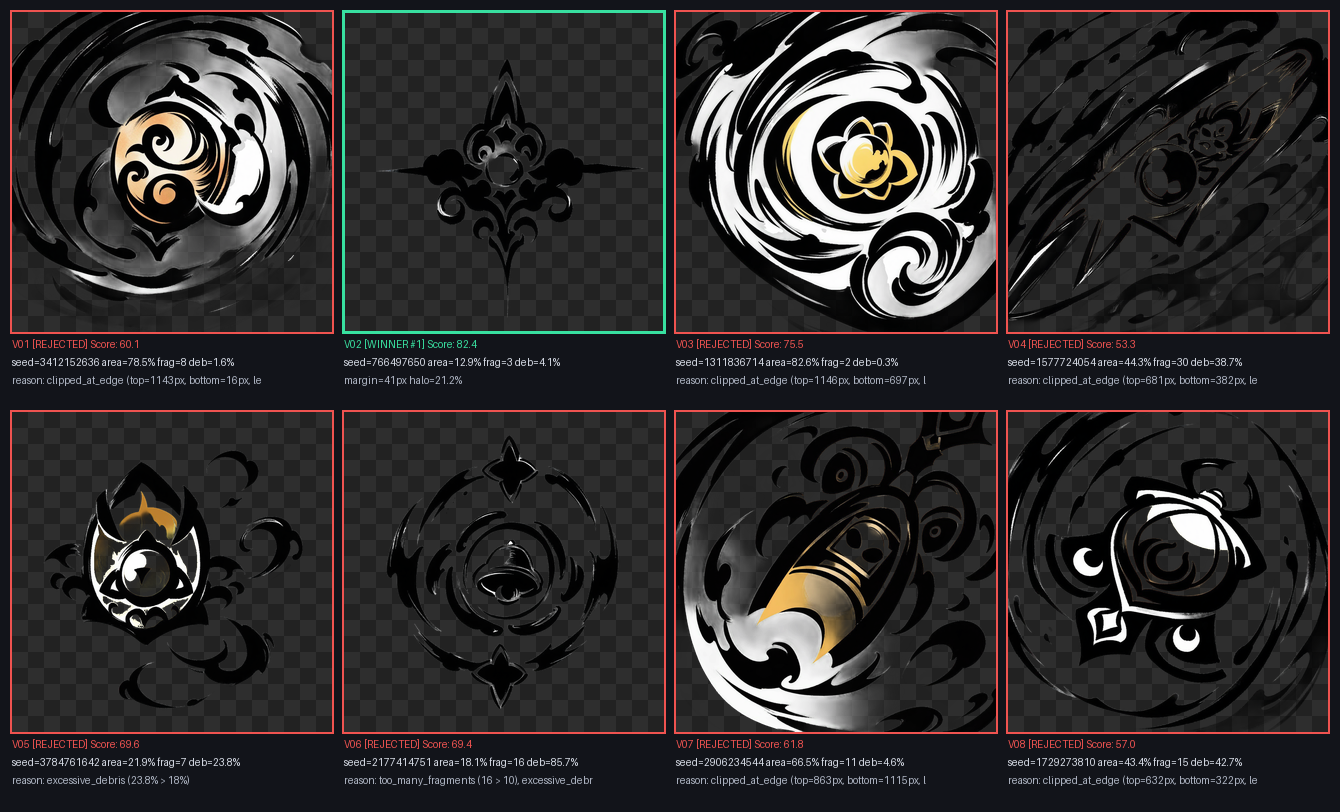 V01 [REJECTED] Score: 60.1
seed=3412152636 area=78.5% frag=8 deb=1.6%
reason: clipped_at_edge (top=1143px, bottom=16px, le
V02 [WINNER #1] Score: 82.4
seed=766497650 area=12.9% frag=3 deb=4.1%
margin=41px halo=21.2%
V03 [REJECTED] Score: 75.5
seed=1311836714 area=82.6% frag=2 deb=0.3%
reason: clipped_at_edge (top=1146px, bottom=697px, l
V04 [REJECTED] Score: 53.3
seed=1577724054 area=44.3% frag=30 deb=38.7%
reason: clipped_at_edge (top=681px, bottom=382px, le
V05 [REJECTED] Score: 69.6
seed=3784761642 area=21.9% frag=7 deb=23.8%
reason: excessive_debris (23.8% > 18%)
V06 [REJECTED] Score: 69.4
seed=2177414751 area=18.1% frag=16 deb=85.7%
reason: too_many_fragments (16 > 10), excessive_debr
V07 [REJECTED] Score: 61.8
seed=2906234544 area=66.5% frag=11 deb=4.6%
reason: clipped_at_edge (top=863px, bottom=1115px, l
V08 [REJECTED] Score: 57.0
seed=1729273810 area=43.4% frag=15 deb=42.7%
reason: clipped_at_edge (top=632px, bottom=322px, le